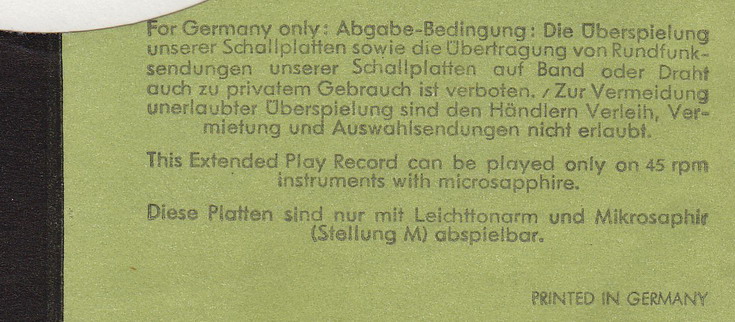 For Germany only: Abgabe-Bedingung: Die Überspielung
unserer Schallplatten sowie die Übertragung von Rundfunk-
sendungen unserer Schallplatten auf Band oder Draht
auch zu privatem Gebrauch ist verboten. / Zur Vermeidung
unerlaubter Überspielung sind den Händlern Verleih, Ver-
mietung und Auswahlsendungen nicht erlaubt.
This Extended Play Record can be played only on 45 rpm
instruments with microsapphire.
Diese Platten sind nur mit Leichttonarm und Mikrosaphir
(Stellung M) abspielbar.
PRINTED IN GERMANY